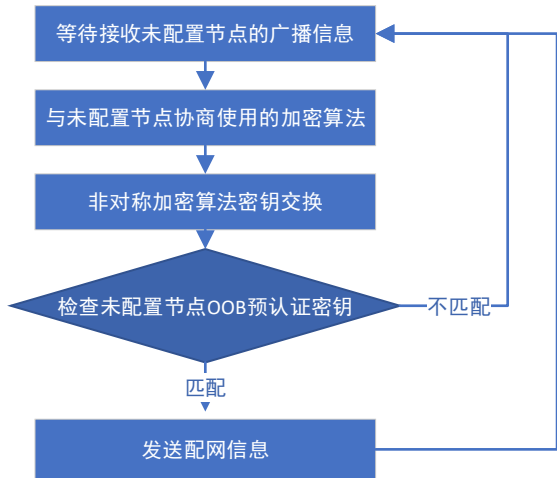 等待接收未配置节点的广播信息
与未配置节点协商使用的加密算法
非对称加密算法密钥交换
检查未配置节点OOB预认证密钥
不匹配
匹配
发送配网信息